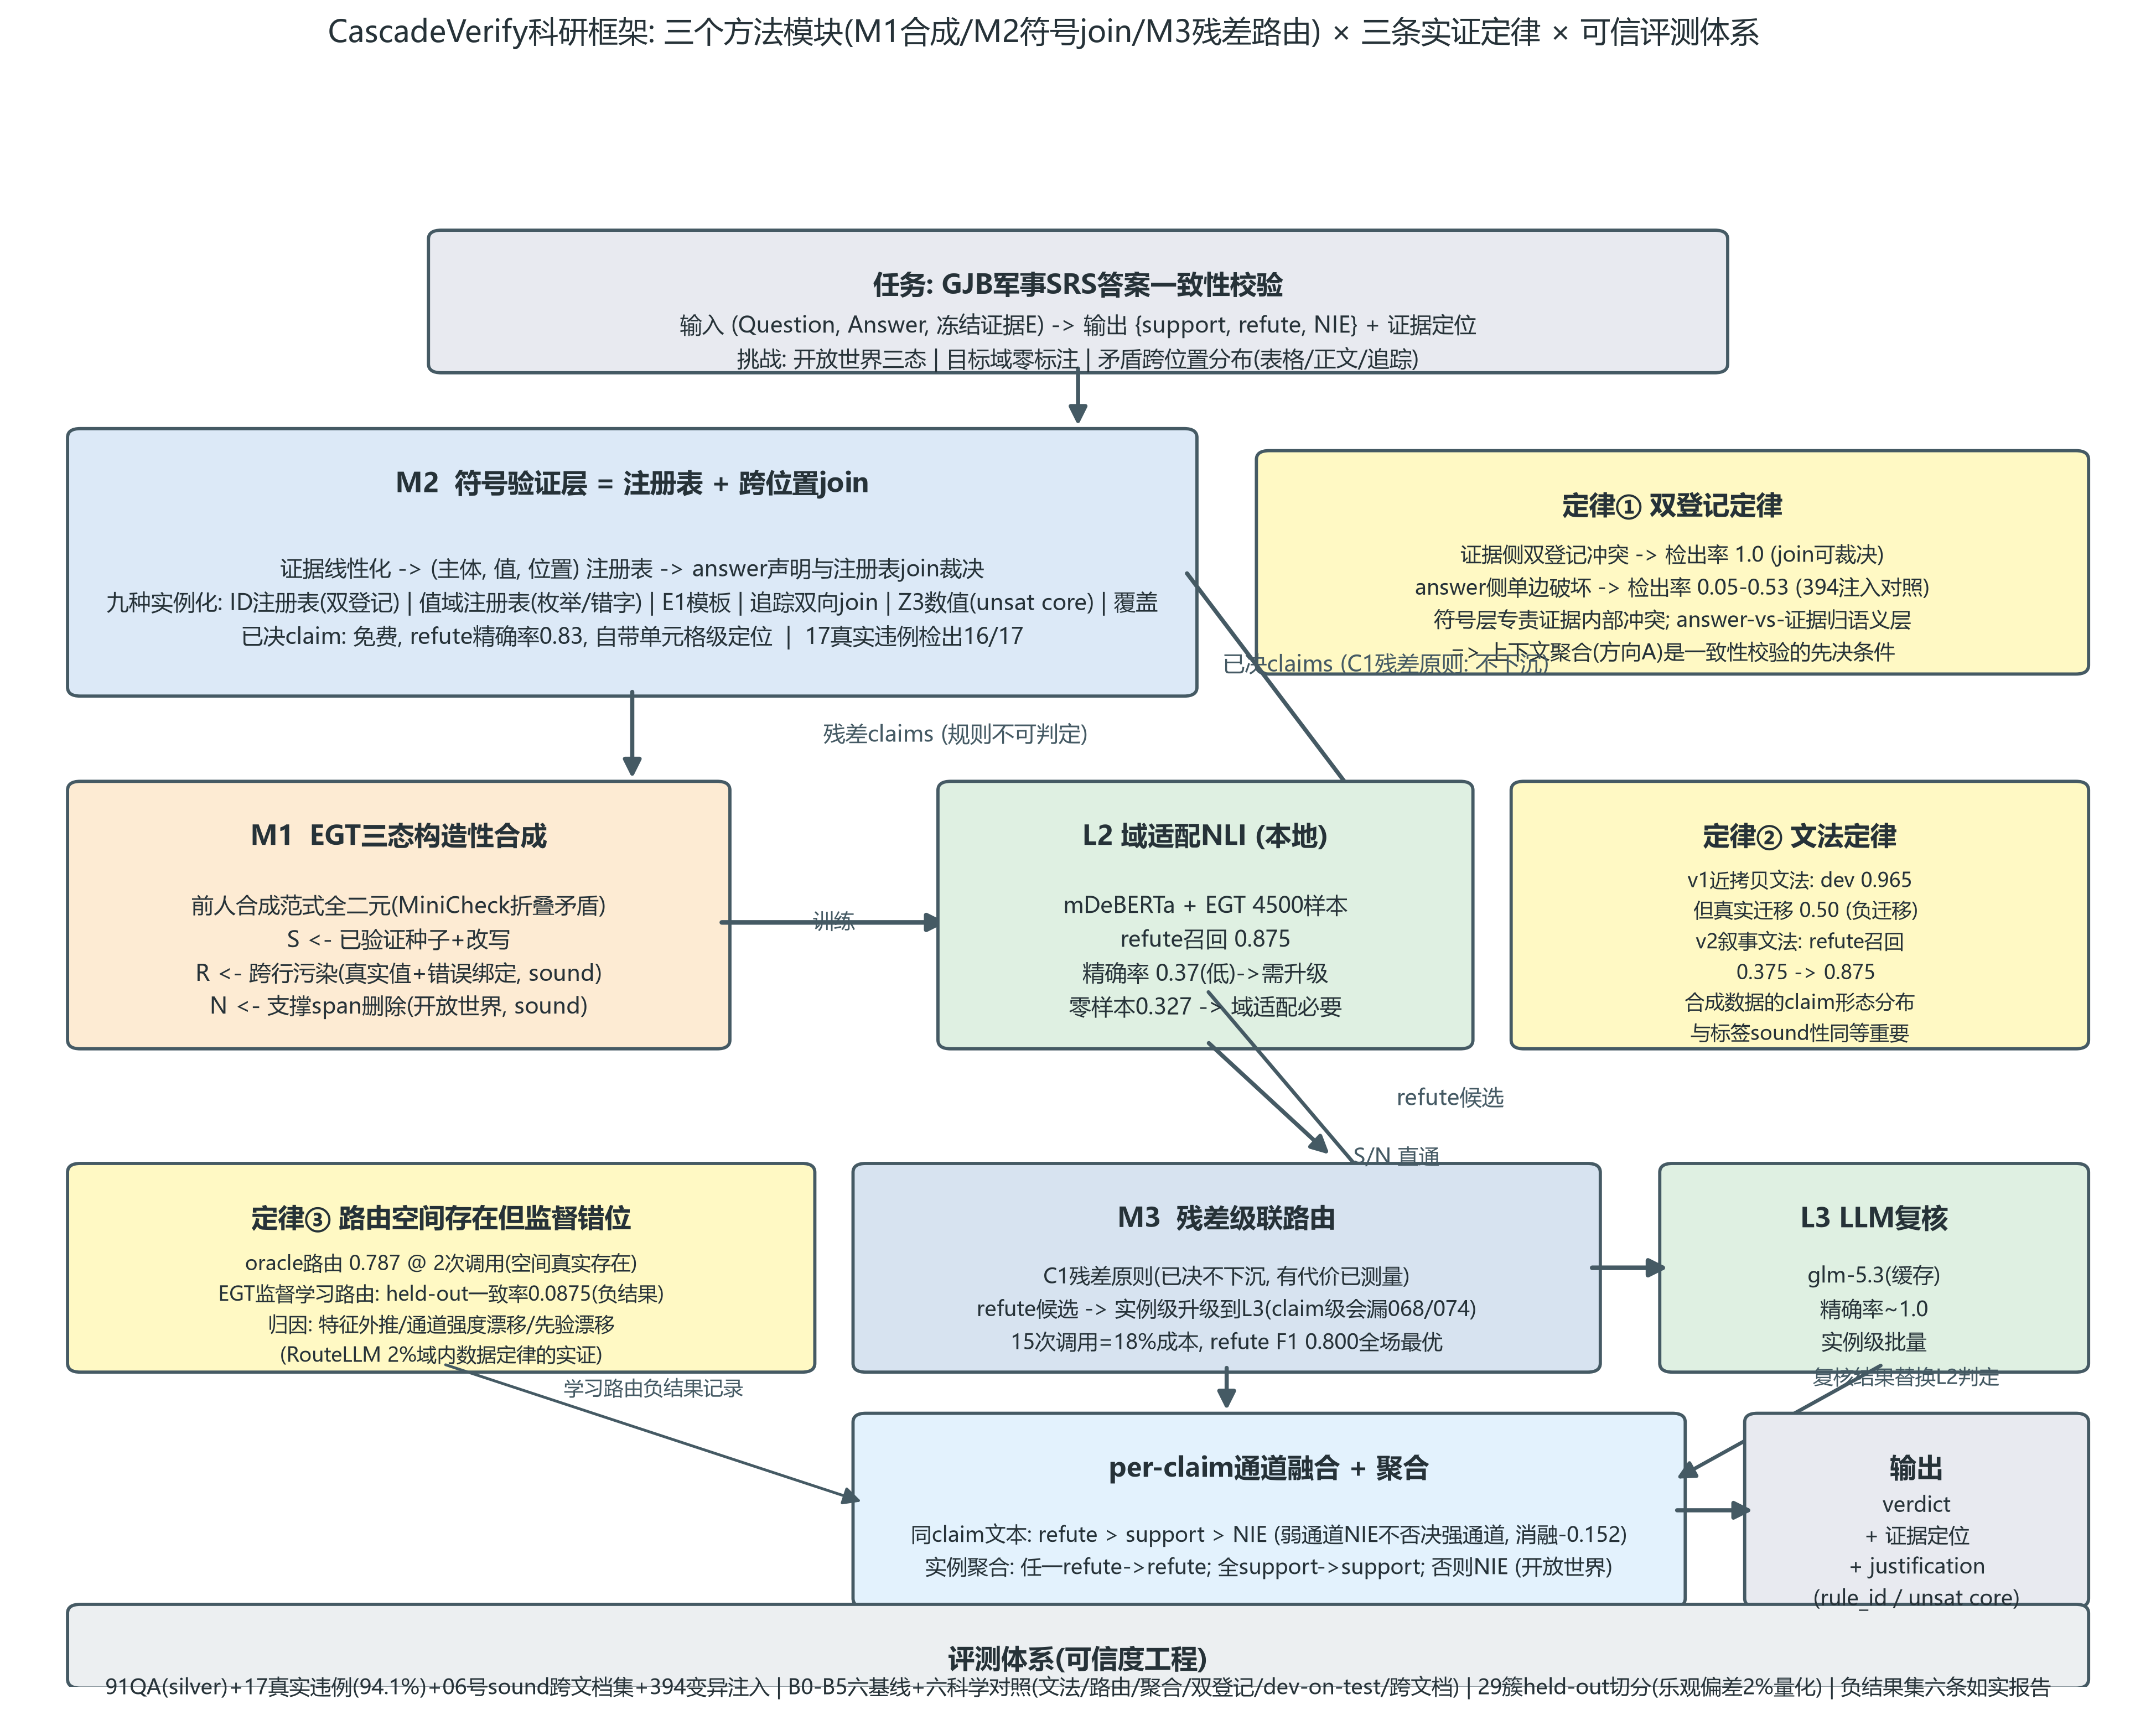 CascadeVerify科研框架: 三个方法模块(M1合成/M2符号join/M3残差路由) × 三条实证定律 × 可信评测体系
任务: GJB军事SRS答案一致性校验
输入 (Question, Answer, 冻结证据E) -> 输出 {support, refute, NIE} + 证据定位
挑战: 开放世界三态 | 目标域零标注 | 矛盾跨位置分布(表格/正文/追踪)
M2 符号验证层 = 注册表 + 跨位置join
证据线性化 -> (主体, 值, 位置) 注册表 -> answer声明与注册表join裁决
九种实例化: ID注册表(双登记) | 值域注册表(枚举/错字) | E1模板 | 追踪双向join | Z3数值(unsat core) | 覆盖
已决claim: 免费, refute精确率0.83, 自带单元格级定位 | 17真实违例检出16/17
定律① 双登记定律
证据侧双登记冲突 -> 检出率 1.0 (join可裁决)
answer侧单边破坏 -> 检出率 0.05-0.53 (394注入对照)
符号层专责证据内部冲突; answer-vs-证据归语义层
=> 上下文聚合(方向A)是一致性校验的先决条件
已决claims (C1残差原则: 不下沉)
残差claims (规则不可判定)
M1 EGT三态构造性合成
前人合成范式全二元(MiniCheck折叠矛盾)
S <- 已验证种子+改写
R <- 跨行污染(真实值+错误绑定, sound)
N <- 支撑span删除(开放世界, sound)
训练
L2 域适配NLI (本地)
mDeBERTa + EGT 4500样本
refute召回 0.875
精确率 0.37(低)->需升级
零样本0.327 -> 域适配必要
定律② 文法定律
v1近拷贝文法: dev 0.965
但真实迁移 0.50 (负迁移)
v2叙事文法: refute召回
0.375 -> 0.875
合成数据的claim形态分布
与标签sound性同等重要
refute候选
S/N 直通
定律③ 路由空间存在但监督错位
oracle路由 0.787 @ 2次调用(空间真实存在)
EGT监督学习路由: held-out一致率0.0875(负结果)
归因: 特征外推/通道强度漂移/先验漂移
(RouteLLM 2%域内数据定律的实证)
M3 残差级联路由
C1残差原则(已决不下沉, 有代价已测量)
refute候选 -> 实例级升级到L3(claim级会漏068/074)
15次调用=18%成本, refute F1 0.800全场最优
L3 LLM复核
glm-5.3(缓存)
精确率~1.0
实例级批量
学习路由负结果记录
复核结果替换L2判定
per-claim通道融合 + 聚合
同claim文本: refute > support > NIE (弱通道NIE不否决强通道, 消融-0.152)
实例聚合: 任一refute->refute; 全support->support; 否则NIE (开放世界)
输出
verdict
+ 证据定位
+ justification
(rule_id / unsat core)
评测体系(可信度工程)
91QA(silver)+17真实违例(94.1%)+06号sound跨文档集+394变异注入 | B0-B5六基线+六科学对照(文法/路由/聚合/双登记/dev-on-test/跨文档) | 29簇held-out切分(乐观偏差2%量化) | 负结果集六条如实报告